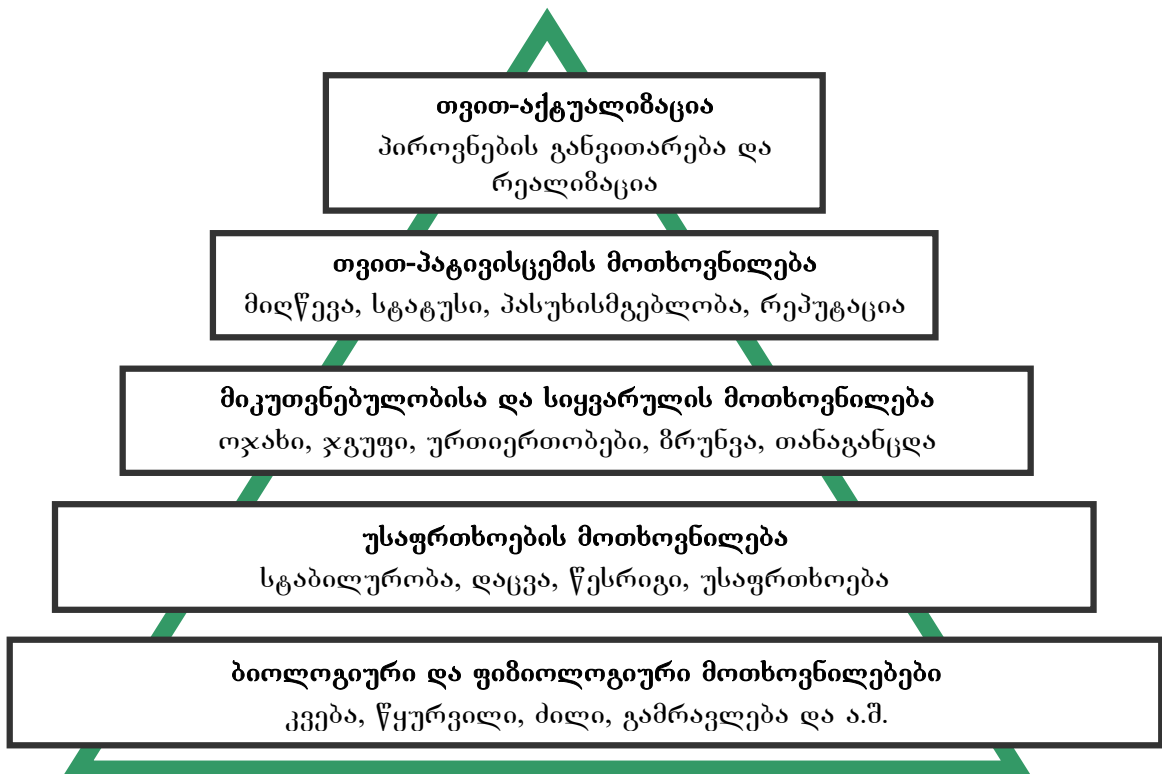 თვით-აქტუალიზაცია
პიროვნების განვითარება და
რეალიზაცია
თვით-პატივისცემის მოთხოვნილება
მიღწევა, სტატუსი, პასუხისმგებლობა, რეპუტაცია
მიკუთვნებულობისა და სიყვარულის მოთხოვნილება
ოჯახი, ჯგუფი, ურთიერთობები, ზრუნვა, თანაგანცდა
უსაფრთხოების მოთხოვნილება
სტაბილურობა, დაცვა, წესრიგი, უსაფრთხოება
ბიოლოგიური და ფიზიოლოგიური მოთხოვნილებები
კვება, წყურვილი, ძილი, გამრავლება და ა.შ.